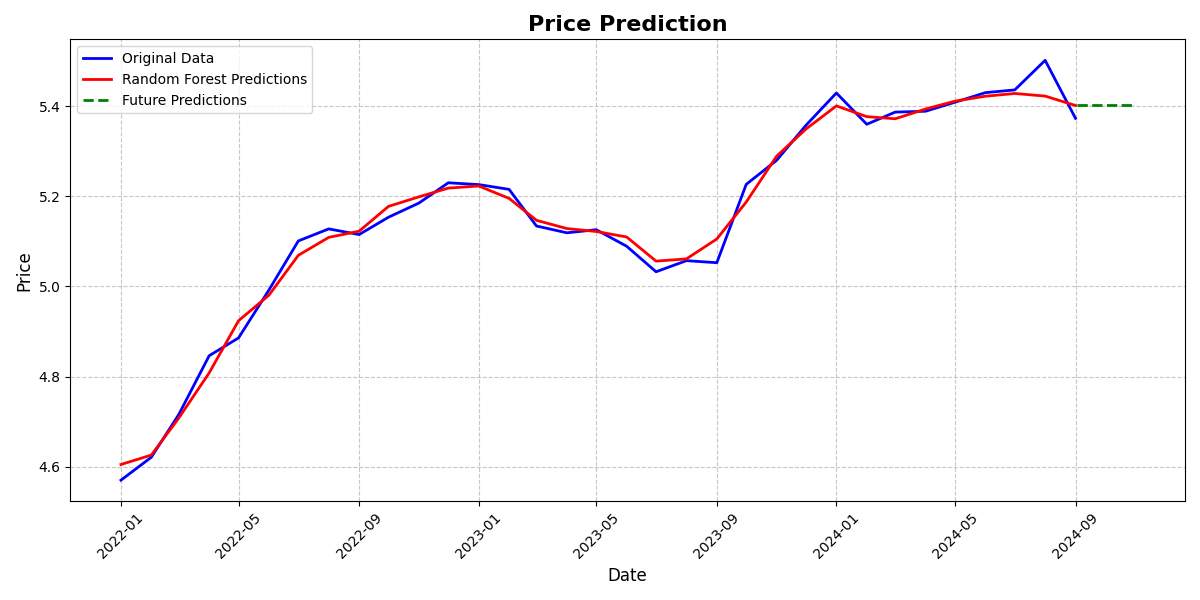 Price Prediction
Original Data
Random Forest Predictions
Future Predictions
Price
5.4
5.2
5.0
4.8
4.6
2022-01
2022-05
2022-09
2023-01
2023-05
2023-09
2024-01
2024-05
2024-09
Date